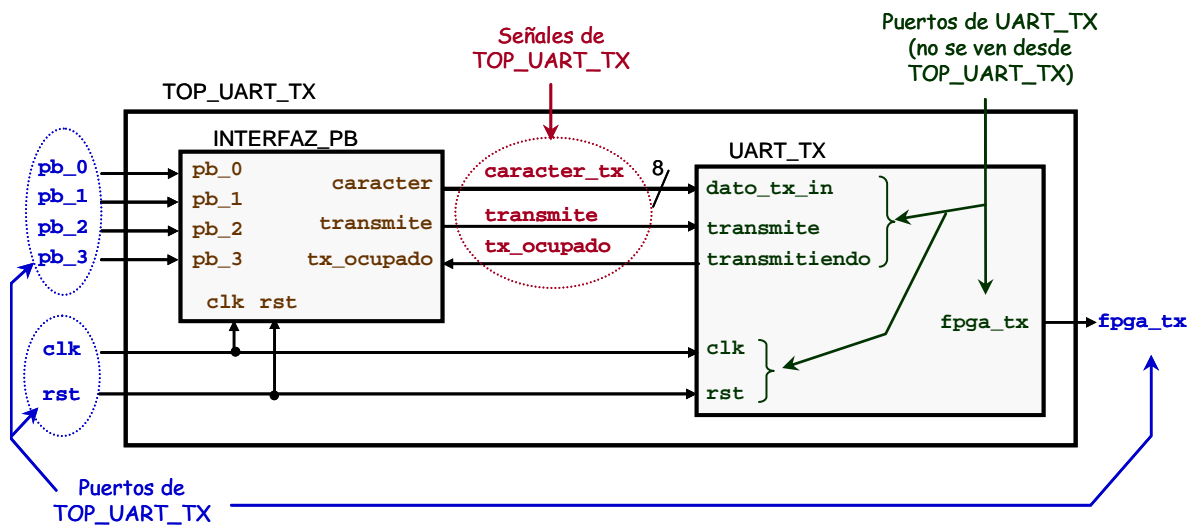 Puertos de UART_TX
(no se ven desde
TOP_UART_TX)
Señales de
TOP_UART_TX
TOP_UART_TX
INTERFAZ_PB
UART_TX
pb_0
pb_1
pb_2
pb_3
pb_0
pb_1
pb_2
pb_3
caracter
transmite
tx_ocupado
clk rst
caracter_tx
transmite
tx_ocupado
8
dato_tx_in
transmite
transmitiendo
fpga_tx
clk
rst
fpga_tx
clk
rst
Puertos de
TOP_UART_TX